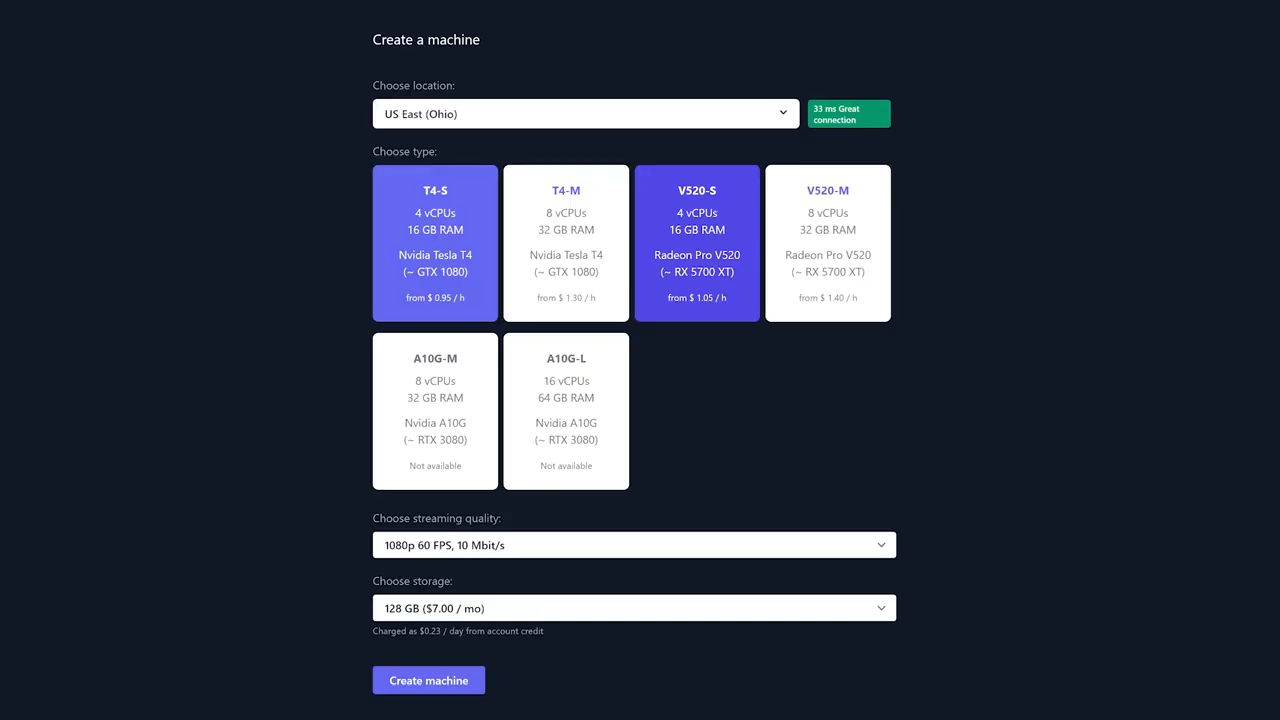 Create a machine
Choose location:
US East (Ohio)
33 ms Great
connection
Choose type:
T4-S
4 vCPUs
16 GB RAM
Nvidia Tesla T4
(~ GTX 1080)
from $ 0.95 / h
T4-M
8 vCPUs
32 GB RAM
Nvidia Tesla T4
(~ GTX 1080)
from $ 1.30 / h
V520-S
4 vCPUs
16 GB RAM
Radeon Pro V520
(~ RX 5700 XT)
from $ 1.05 / h
V520-M
8 vCPUs
32 GB RAM
Radeon Pro V520
(~ RX 5700 XT)
from $ 1.40 / h
A10G-M
8 vCPUs
32 GB RAM
Nvidia A10G
(~ RTX 3080)
Not available
A10G-L
16 vCPUs
64 GB RAM
Nvidia A10G
(~ RTX 3080)
Not available
Choose streaming quality:
1080p 60 FPS, 10 Mbit/s
Choose storage:
128 GB ($7.00 / mo)
Charged as $0.23 / day from account credit
Create machine